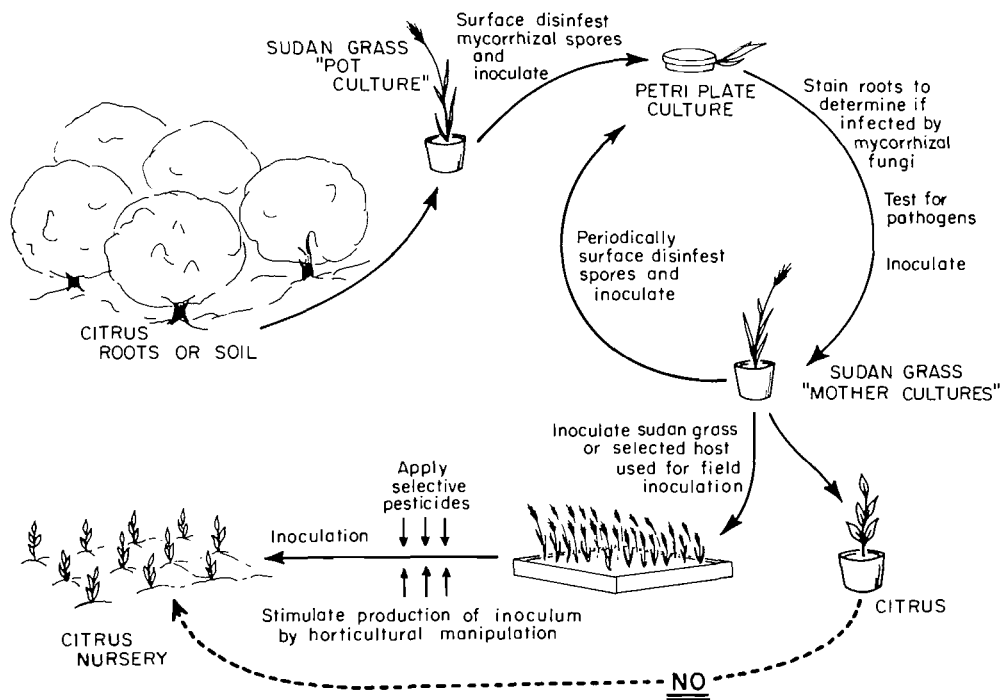 SUDAN GRASS
"POT
CULTURE"
Surface disinfest
mycorrhizal spores
and
inoculate
PETRI PLATE
CULTURE
Stain roots to
determine if
infected by
mycorrhizal
fungi
Test for
pathogens
Inoculate
Periodically
surface disinfest
spores and
inoculate
CITRUS
ROOTS OR SOIL
SUDAN GRASS
"MOTHER CULTURES"
Inoculate sudan grass
or selected host
used for field
inoculation
Apply
selective
pesticides
Inoculation
Stimulate production of inoculum
by horticultural manipulation
CITRUS
NURSERY
CITRUS
NO